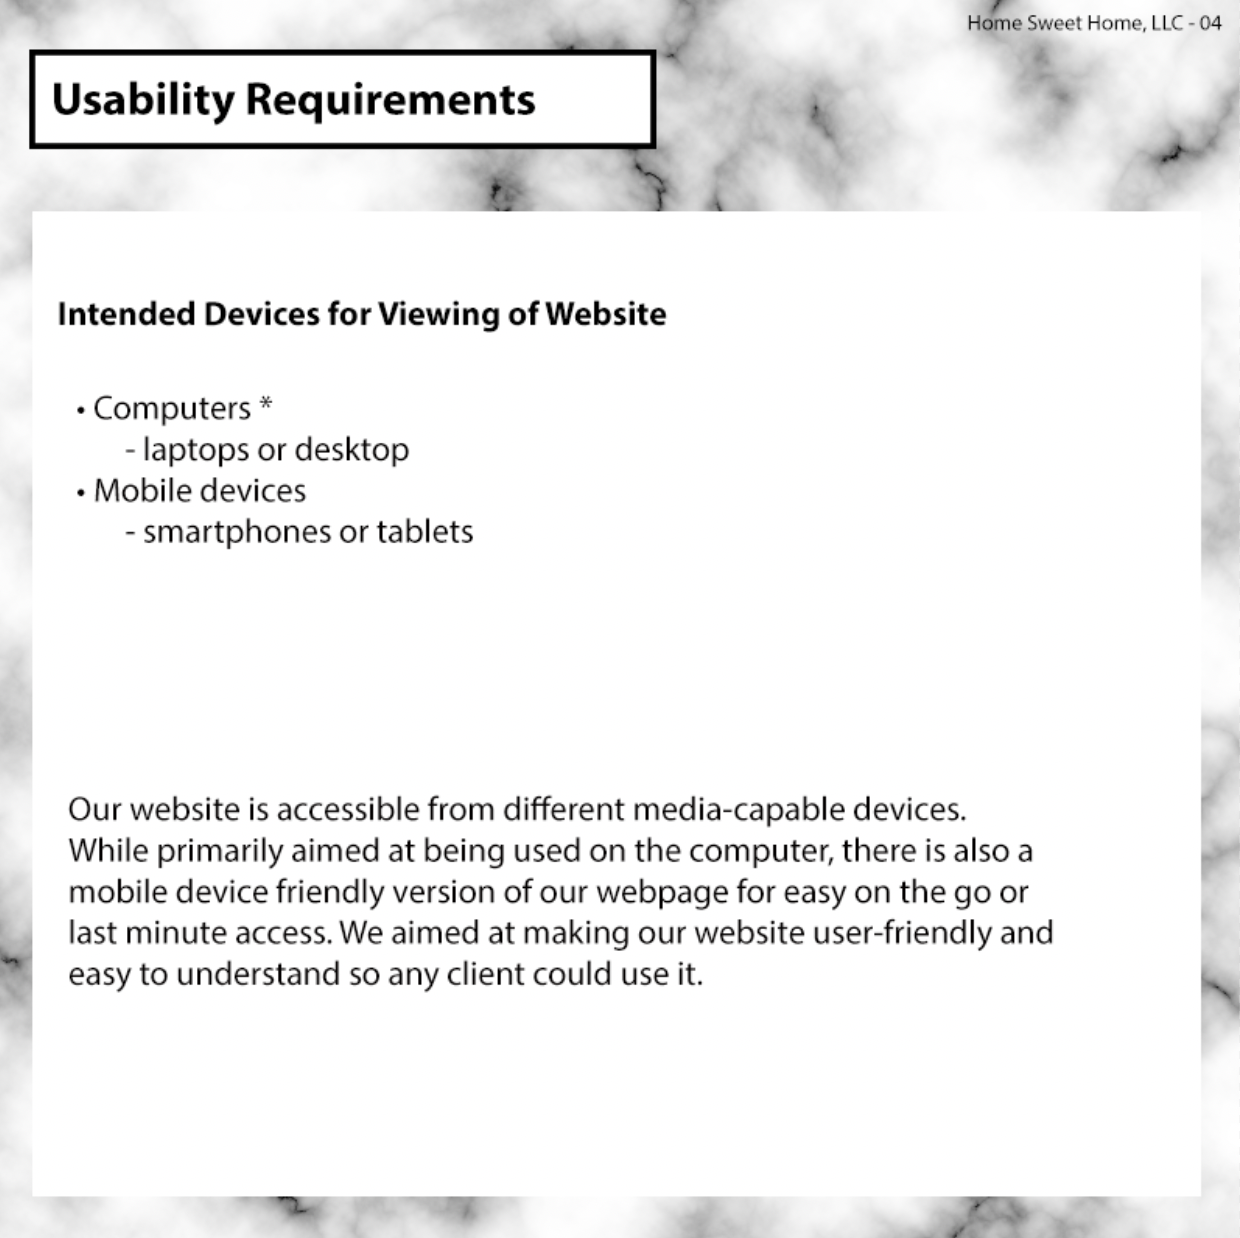 Home Sweet Home, LLC - 04
Usability Requirements
Intended Devices for Viewing of Website
• Computers *
- laptops or desktop
• Mobile devices
- smartphones or tablets
Our website is accessible from different media-capable devices.
While primarily aimed at being used on the computer, there is also a
mobile device friendly version of our webpage for easy on the go or
last minute access. We aimed at making our website user-friendly and
easy to understand so any client could use it.